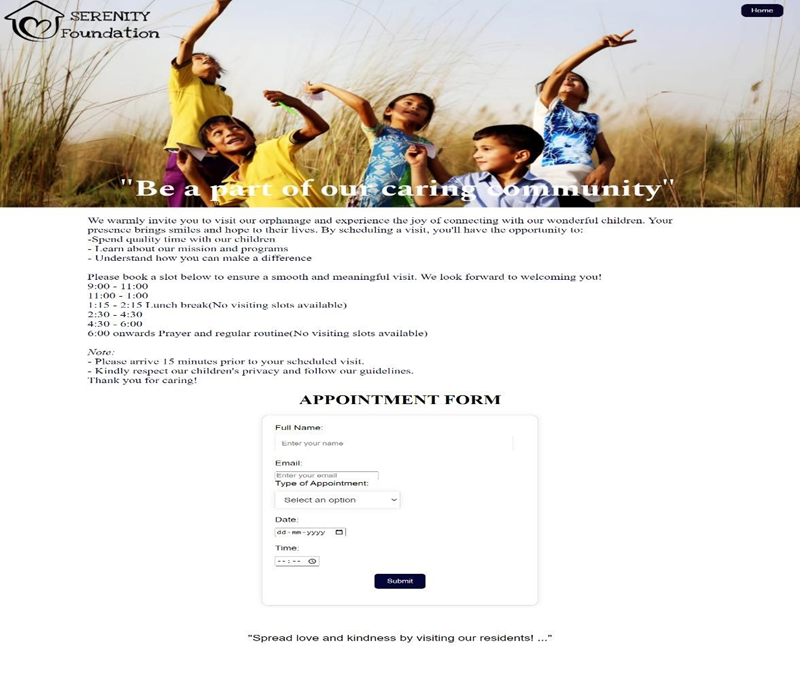 SERENITY
Foundation
Home
"Be a part of our caring community"
We warmly invite you to visit our orphanage and experience the joy of connecting with our wonderful children. Your
presence brings smiles and hope to their lives. By scheduling a visit, you'll have the opportunity to:
-Spend quality time with our children
- Learn about our mission and programs
- Understand how you can make a difference
Please book a slot below to ensure a smooth and meaningful visit. We look forward to welcoming you!
9:00 - 11:00
11:00 - 1:00
1:15 - 2:15 Lunch break(No visiting slots available)
2:30 - 4:30
4:30 - 6:00
6:00 onwards Prayer and regular routine(No visiting slots available)
Note:
- Please arrive 15 minutes prior to your scheduled visit.
- Kindly respect our children's privacy and follow our guidelines.
Thank you for caring!
APPOINTMENT FORM
Full Name:
Enter your name
Email:
Enter your email
Type of Appointment:
Select an option
Date:
dd-mm-yyyy
Time:
--:--
Submit
"Spread love and kindness by visiting our residents! ..."